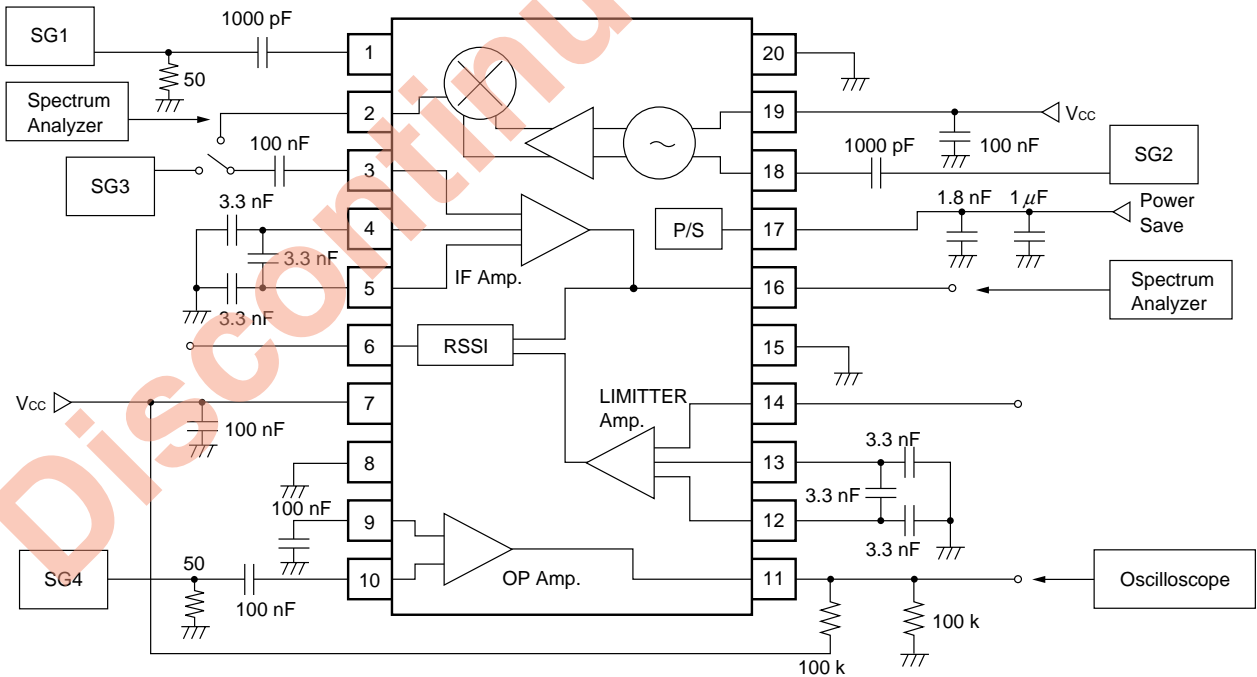 SG1
1000 pF
50
Spectrum
Analyzer
SG3
100 nF
3.3 nF
3.3 nF
3.3 nF
Vcc
100 nF
100 nF
SG4
50
100 nF
1
2
3
4
5
6
7
8
9
10
IF Amp.
RSSI
P/S
LIMITTER
Amp.
OP Amp.
20
19
18
17
16
15
14
13
12
11
Vcc
100 nF
1000 pF
SG2
1.8 nF
1 μF
Power
Save
Spectrum
Analyzer
3.3 nF
3.3 nF
3.3 nF
Oscilloscope
100 k
100 k
Discontinu